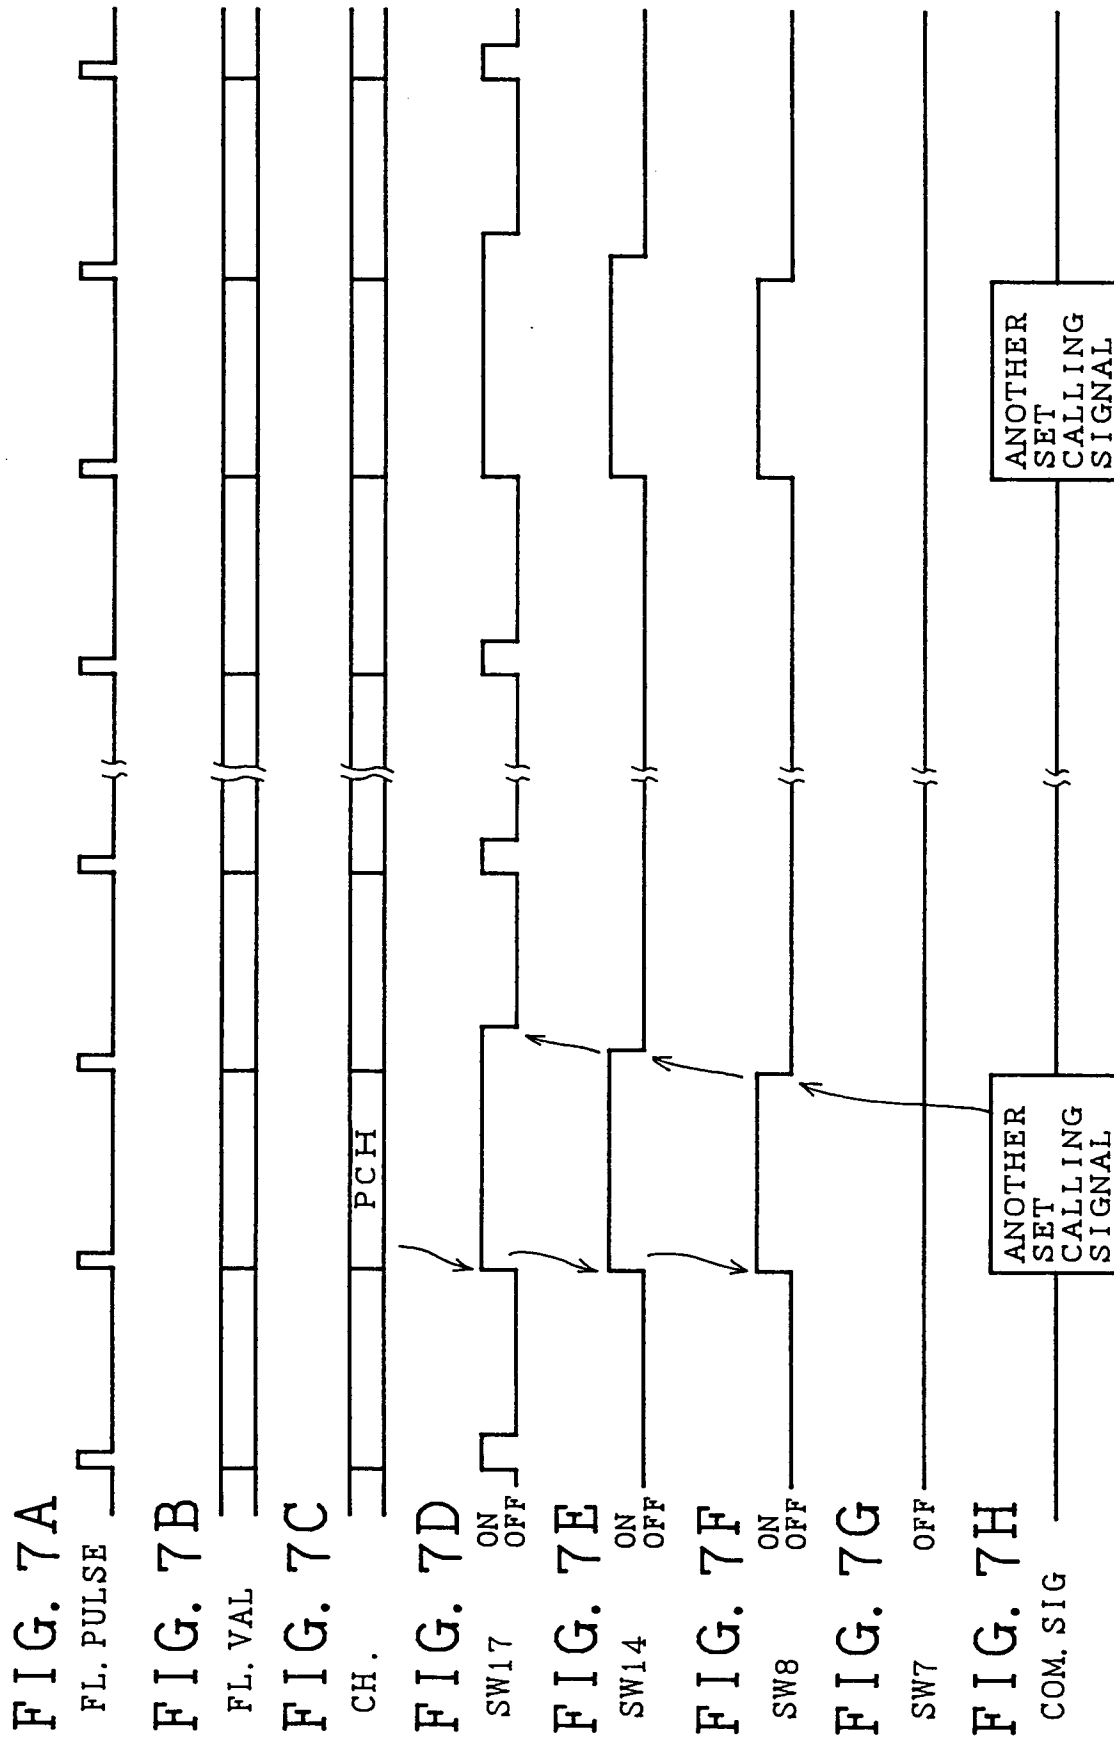 FIG. 7A
FL. PULSE
FIG. 7B
FL. VAL
FIG. 7C
CH.
PCH
FIG. 7D
SW17
ON
OFF
FIG. 7E
SW14
ON
OFF
FIG. 7F
SW8
ON
OFF
FIG. 7G
SW7
OFF
FIG. 7H
COM. SIG
ANOTHER
SET
CALLING
SIGNAL
ANOTHER
SET
CALLING
SIGNAL